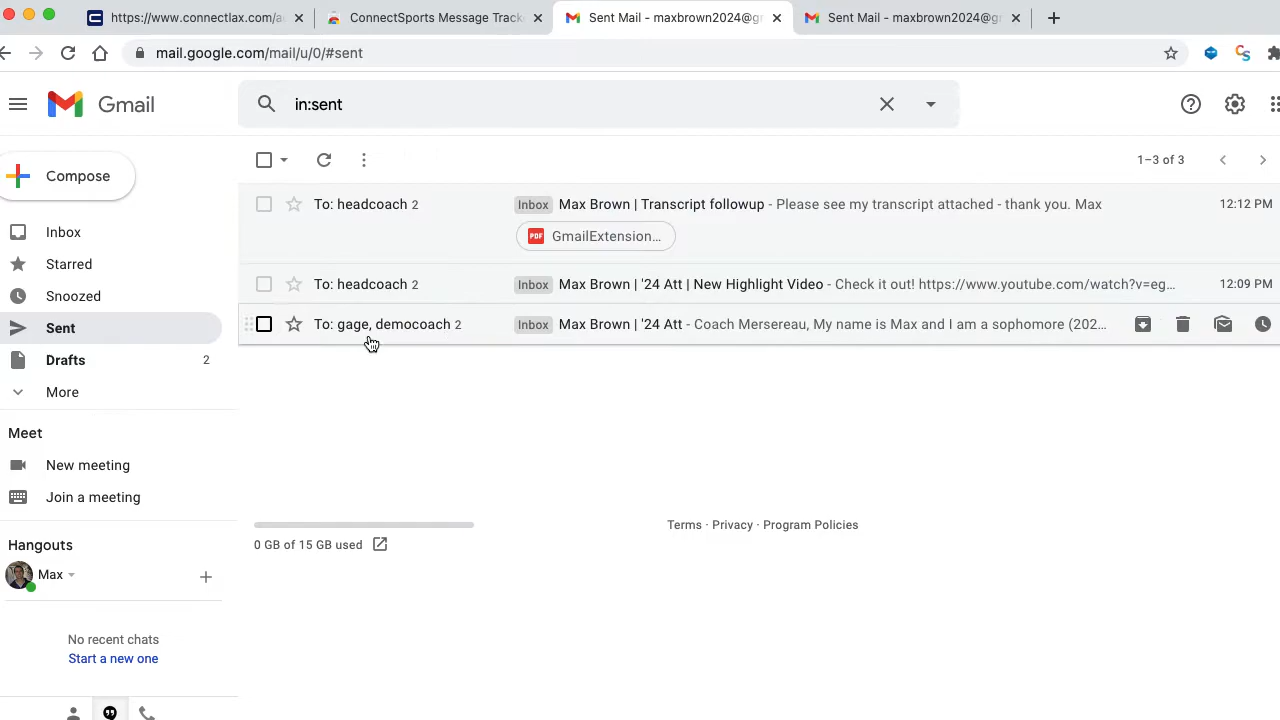 https://www.connectlax.com/a
ConnectSports Message Track
Sent Mail - maxbrown2024@g
Sent Mail - maxbrown2024@g
mail.google.com/mail/u/0/#sent
Gmail
in:sent
Compose
1–3 of 3
Inbox
Starred
Snoozed
Sent
Drafts 2
More
To: headcoach 2 Inbox Max Brown | Transcript followup - Please see my transcript attached - thank you. Max 12:12 PM
PDF GmailExtension...
To: headcoach 2 Inbox Max Brown | '24 Att | New Highlight Video - Check it out! https://www.youtube.com/watch?v=eg... 12:09 PM
To: gage, democoach 2 Inbox Max Brown | '24 Att - Coach Mersereau, My name is Max and I am a sophomore (202...
Meet
New meeting
Join a meeting
Hangouts
Max
No recent chats
Start a new one
Terms · Privacy · Program Policies
0 GB of 15 GB used